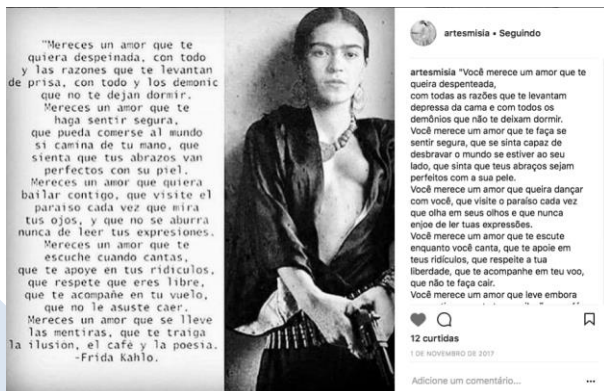 "Mereces un amor que te
quiera despeinada, con todo
y las razones que te levantan
de prisa, con todo y los demonic
que no te dejan dormir.
Mereces un amor que te
haga sentir segura,
que pueda comerse al mundo
si camina de tu mano, que
sienta que tus abrazos van
perfectos con su piel.
Mereces un amor que quiera
bailar contigo, que visite el
paraiso cada vez que mira
tus ojos, y que no se aburra
nunca de leer tus expresiones.
Mereces un amor que te
escuche cuando cantas,
que te apoye en tus ridiculos,
que respete que eres libre,
que te acompañe en tu vuelo,
que no le asuste caer.
Mereces un amor que se lleve
las mentiras, que te traiga
la ilusión, el café y la poesia.
-Frida Kahlo.
artesmisia • Seguindo
artesmisia "Você merece um amor que te
queira despenteada,
com todas as razões que te levantam
depressa da cama e com todos os
demônios que não te deixam dormir.
Você merece um amor que te faça se
sentir segura, que se sinta capaz de
desbravar o mundo se estiver ao seu
lado, que sinta que teus abraços sejam
perfeitos com a sua pele.
Você merece um amor que queira dançar
com você, que visite o paraíso cada vez
que olha em seus olhos e que nunca
enjoe de ler tuas expressões.
Você merece um amor que te escute
enquanto você canta, que te apoie em
teus ridículos, que respeite a tua
liberdade, que te acompanhe em teu voo,
que não te faça cair.
Você merece um amor que leve embora
12 curtidas
1 DE NOVEMBRO DE 2017
Adicione um comentário...